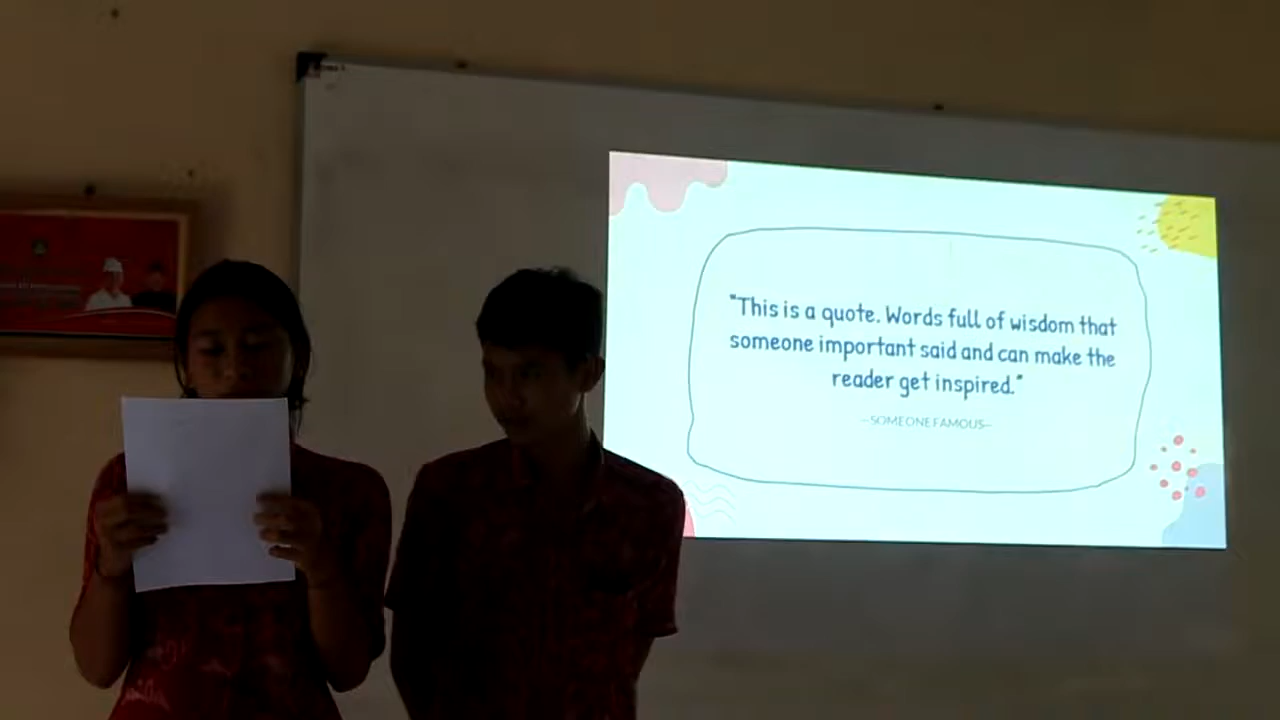 "This is a quote. Words full of wisdom that
someone important said and can make the
reader get inspired."
—SOMEONE FAMOUS—